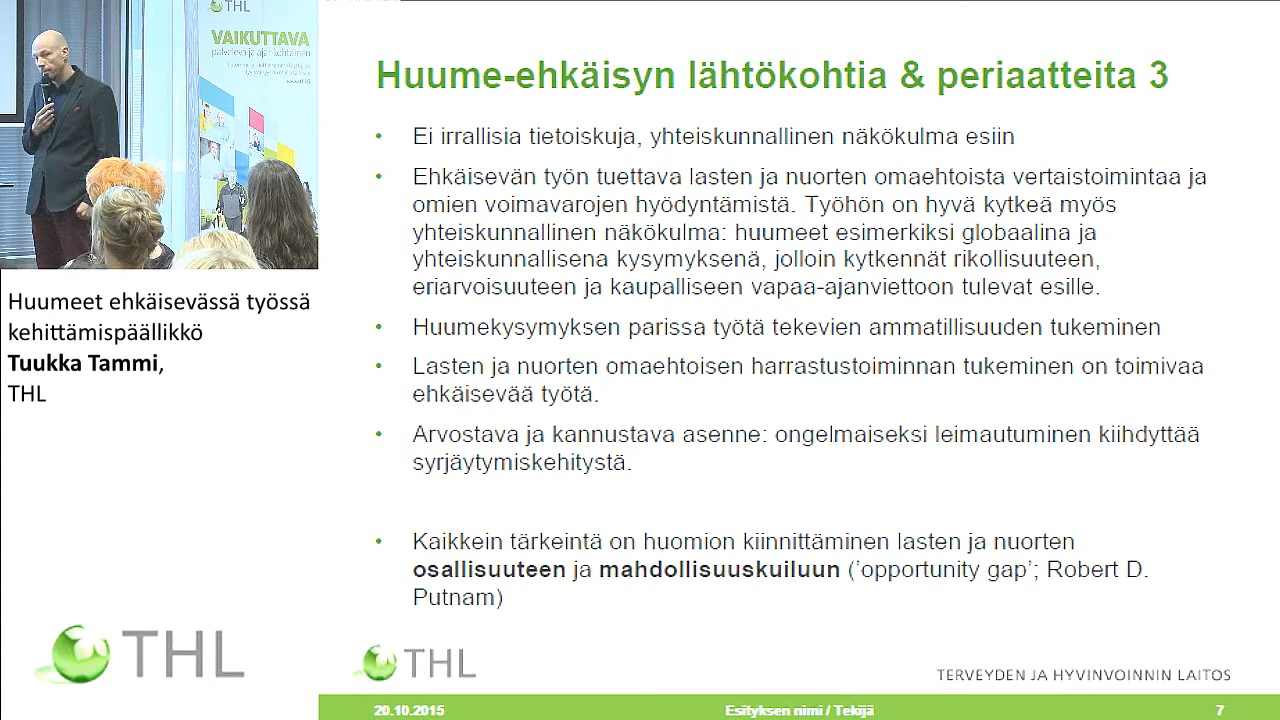 THL
VAIKUTTAVA
palveleva ja ajankohtainen
Huumeet ehkäisevässä työssä
kehittämispäällikkö
Tuukka Tammi,
THL
THL
Huume-ehkäisyn lähtökohtia & periaatteita 3
• Ei irrallisia tietoiskuja, yhteiskunnallinen näkökulma esiin
• Ehkäisevän työn tuettava lasten ja nuorten omaehtoista vertaistoimintaa ja
omien voimavarojen hyödyntämistä. Työhön on hyvä kytkeä myös
yhteiskunnallinen näkökulma: huumeet esimerkiksi globaalina ja
yhteiskunnallisena kysymyksenä, jolloin kytkennät rikollisuuteen,
eriarvoisuuteen ja kaupalliseen vapaa-ajanviettoon tulevat esille.
• Huumekysymyksen parissa työtä tekevien ammatillisuuden tukeminen
• Lasten ja nuorten omaehtoisen harrastustoiminnan tukeminen on toimivaa
ehkäisevää työtä.
• Arvostava ja kannustava asenne: ongelmaiseksi leimautuminen kiihdyttää
syrjäytymiskehitystä.
• Kaikkein tärkeintä on huomion kiinnittäminen lasten ja nuorten
osallisuuteen ja mahdollisuuskuiluun (’opportunity gap’; Robert D.
Putnam)
THL
TERVEYDEN JA HYVINVOINNIN LAITOS
20.10.2015
Esityksen nimi / Tekijä
7